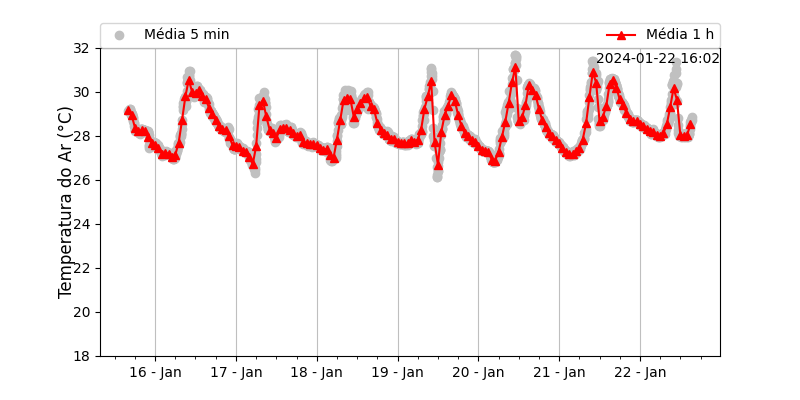 Média 5 min
Média 1 h
2024-01-22 16:02
Temperatura do Ar (°C)
32
30
28
26
24
22
20
18
16 - Jan
17 - Jan
18 - Jan
19 - Jan
20 - Jan
21 - Jan
22 - Jan